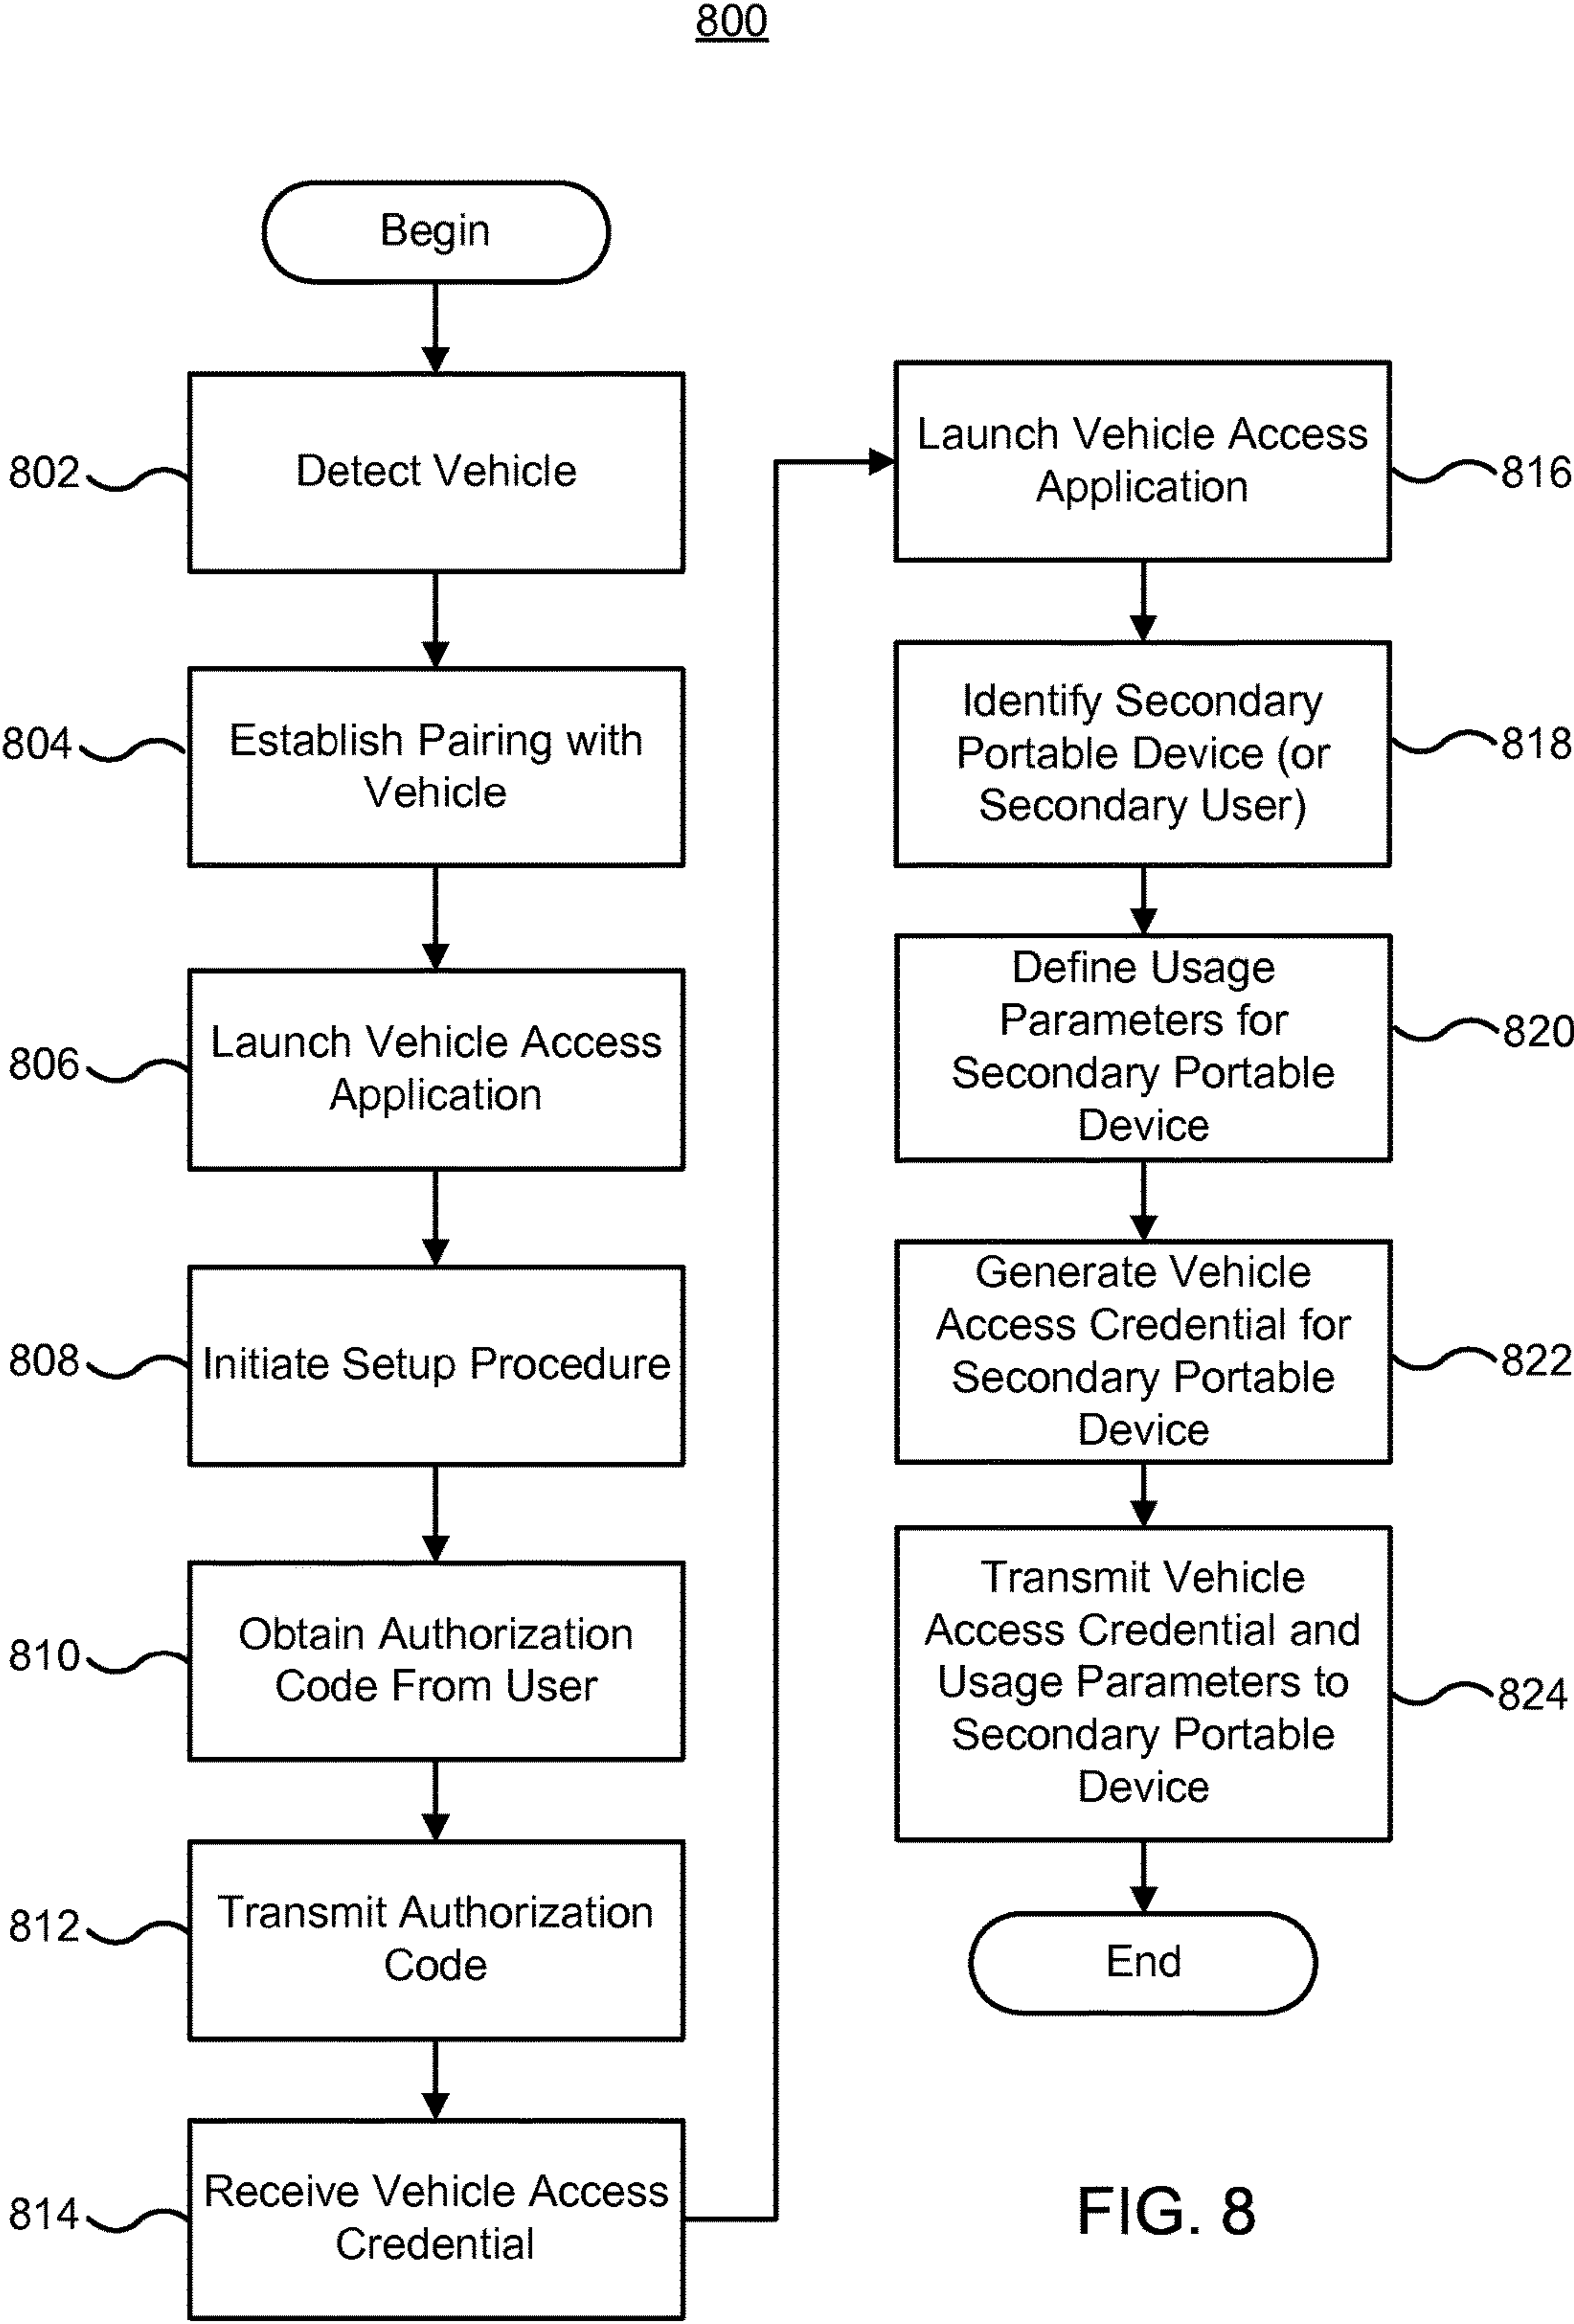 800
Begin
802
Detect Vehicle
804
Establish Pairing with
Vehicle
806
Launch Vehicle Access
Application
808
Initiate Setup Procedure
810
Obtain Authorization
Code From User
812
Transmit Authorization
Code
814
Receive Vehicle Access
Credential
Launch Vehicle Access
Application
816
Identify Secondary
Portable Device (or
Secondary User)
818
Define Usage
Parameters for
Secondary Portable
Device
820
Generate Vehicle
Access Credential for
Secondary Portable
Device
822
Transmit Vehicle
Access Credential and
Usage Parameters to
Secondary Portable
Device
824
End
FIG. 8